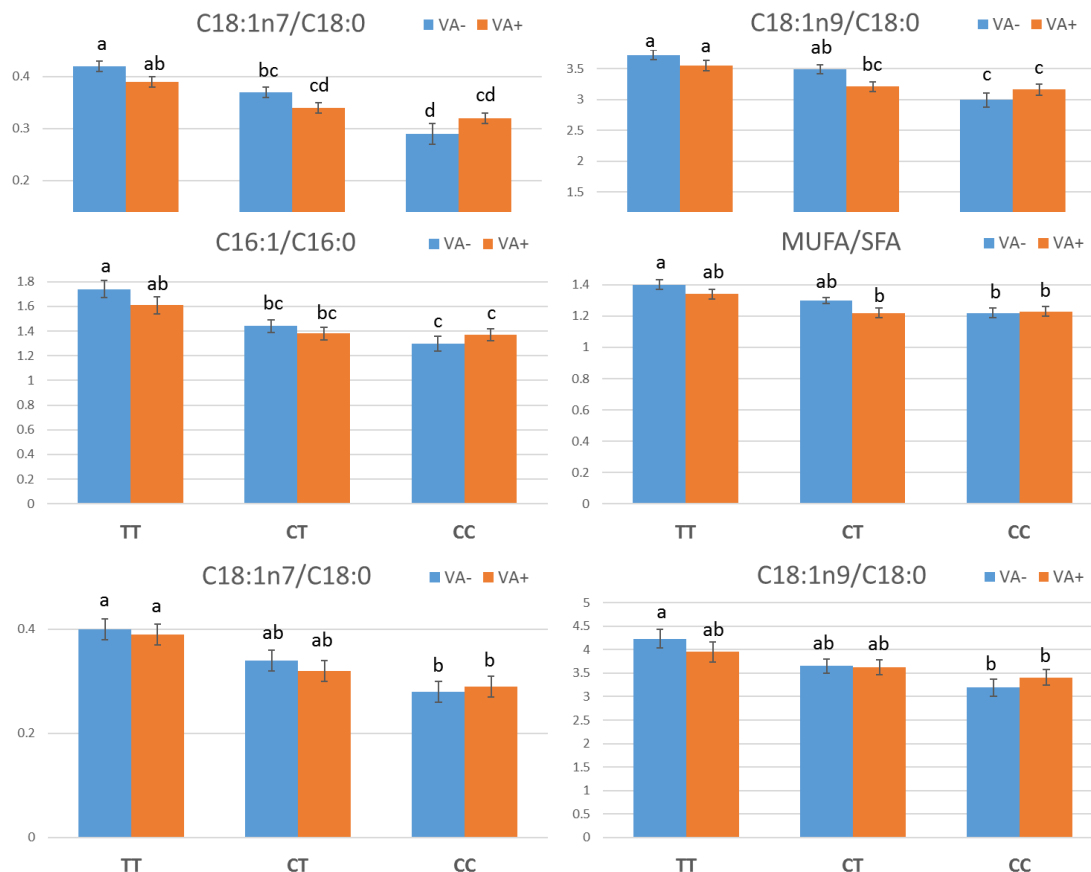 C18:1n7/C18:0
VA- VA+
0.4
0.3
0.2
a ab bc cd d cd
C18:1n9/C18:0
VA- VA+
3.5
3
2.5
2
1.5
a a ab bc c c
C16:1/C16:0
VA- VA+
1.8
1.6
1.4
1.2
1
0.8
0.6
0.4
0.2
0
a ab bc bc c c
TT CT CC
MUFA/SFA
VA- VA+
1.4
1.2
1
0.8
0.6
0.4
0.2
0
a ab ab b b b
TT CT CC
C18:1n7/C18:0
VA- VA+
0.4
0.2
0
a a ab ab b b
TT CT CC
C18:1n9/C18:0
VA- VA+
5
4.5
4
3.5
3
2.5
2
1.5
1
0.5
0
a ab ab ab b b
TT CT CC